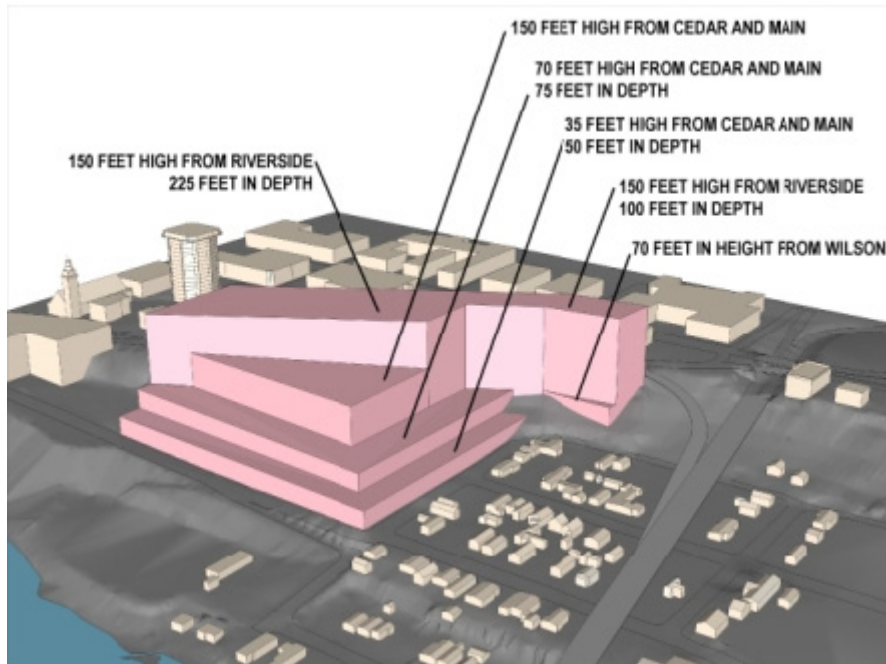 150 FEET HIGH FROM CEDAR AND MAIN
70 FEET HIGH FROM CEDAR AND MAIN
75 FEET IN DEPTH
35 FEET HIGH FROM CEDAR AND MAIN
50 FEET IN DEPTH
150 FEET HIGH FROM RIVERSIDE
225 FEET IN DEPTH
150 FEET HIGH FROM RIVERSIDE
100 FEET IN DEPTH
70 FEET IN HEIGHT FROM WILSON